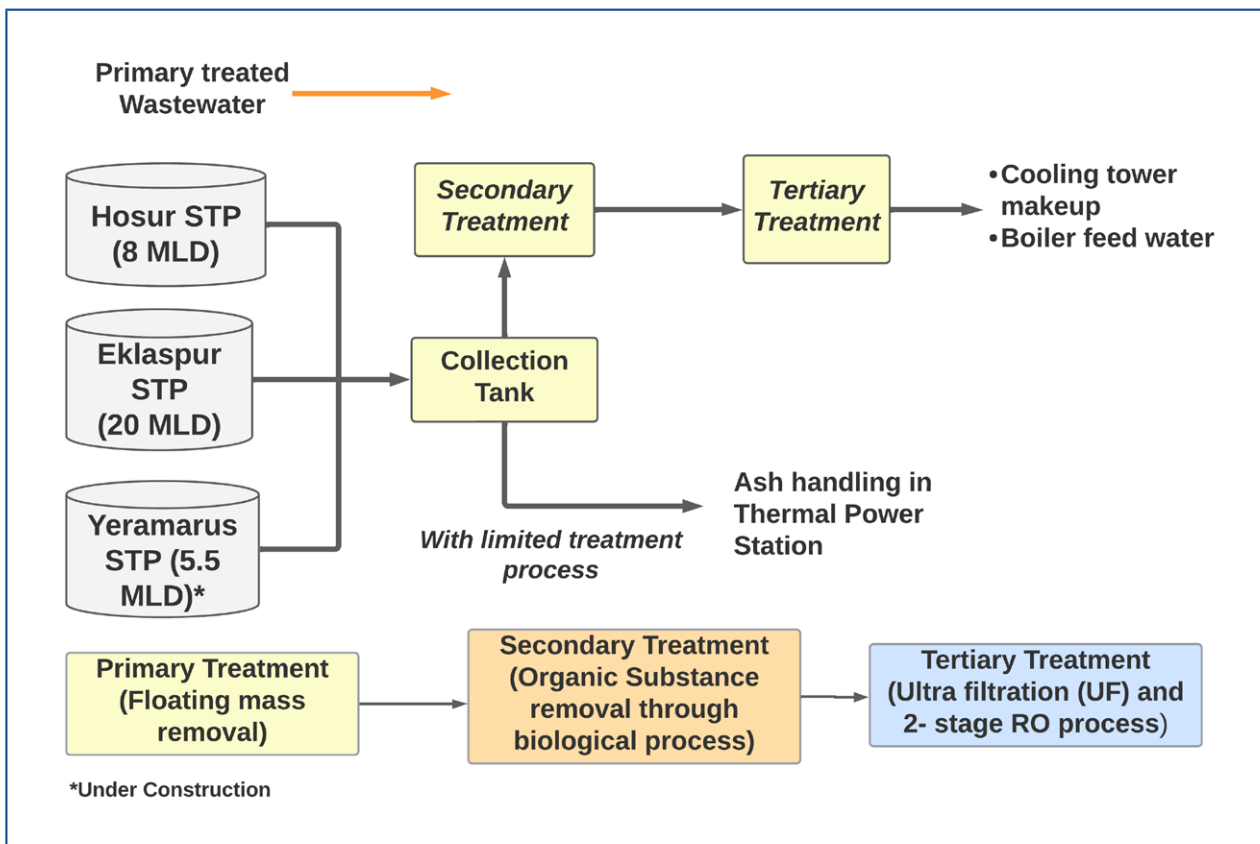 Primary treated
Wastewater
Hosur STP
(8 MLD)
Eklaspur
STP
(20 MLD)
Yeramarus
STP (5.5
MLD)*
Secondary
Treatment
Tertiary
Treatment
•Cooling tower
makeup
•Boiler feed water
Collection
Tank
With limited treatment
process
Ash handling in
Thermal Power
Station
Primary Treatment
(Floating mass
removal)
Secondary Treatment
(Organic Substance
removal through
biological process)
Tertiary Treatment
(Ultra filtration (UF) and
2- stage RO process)
*Under Construction